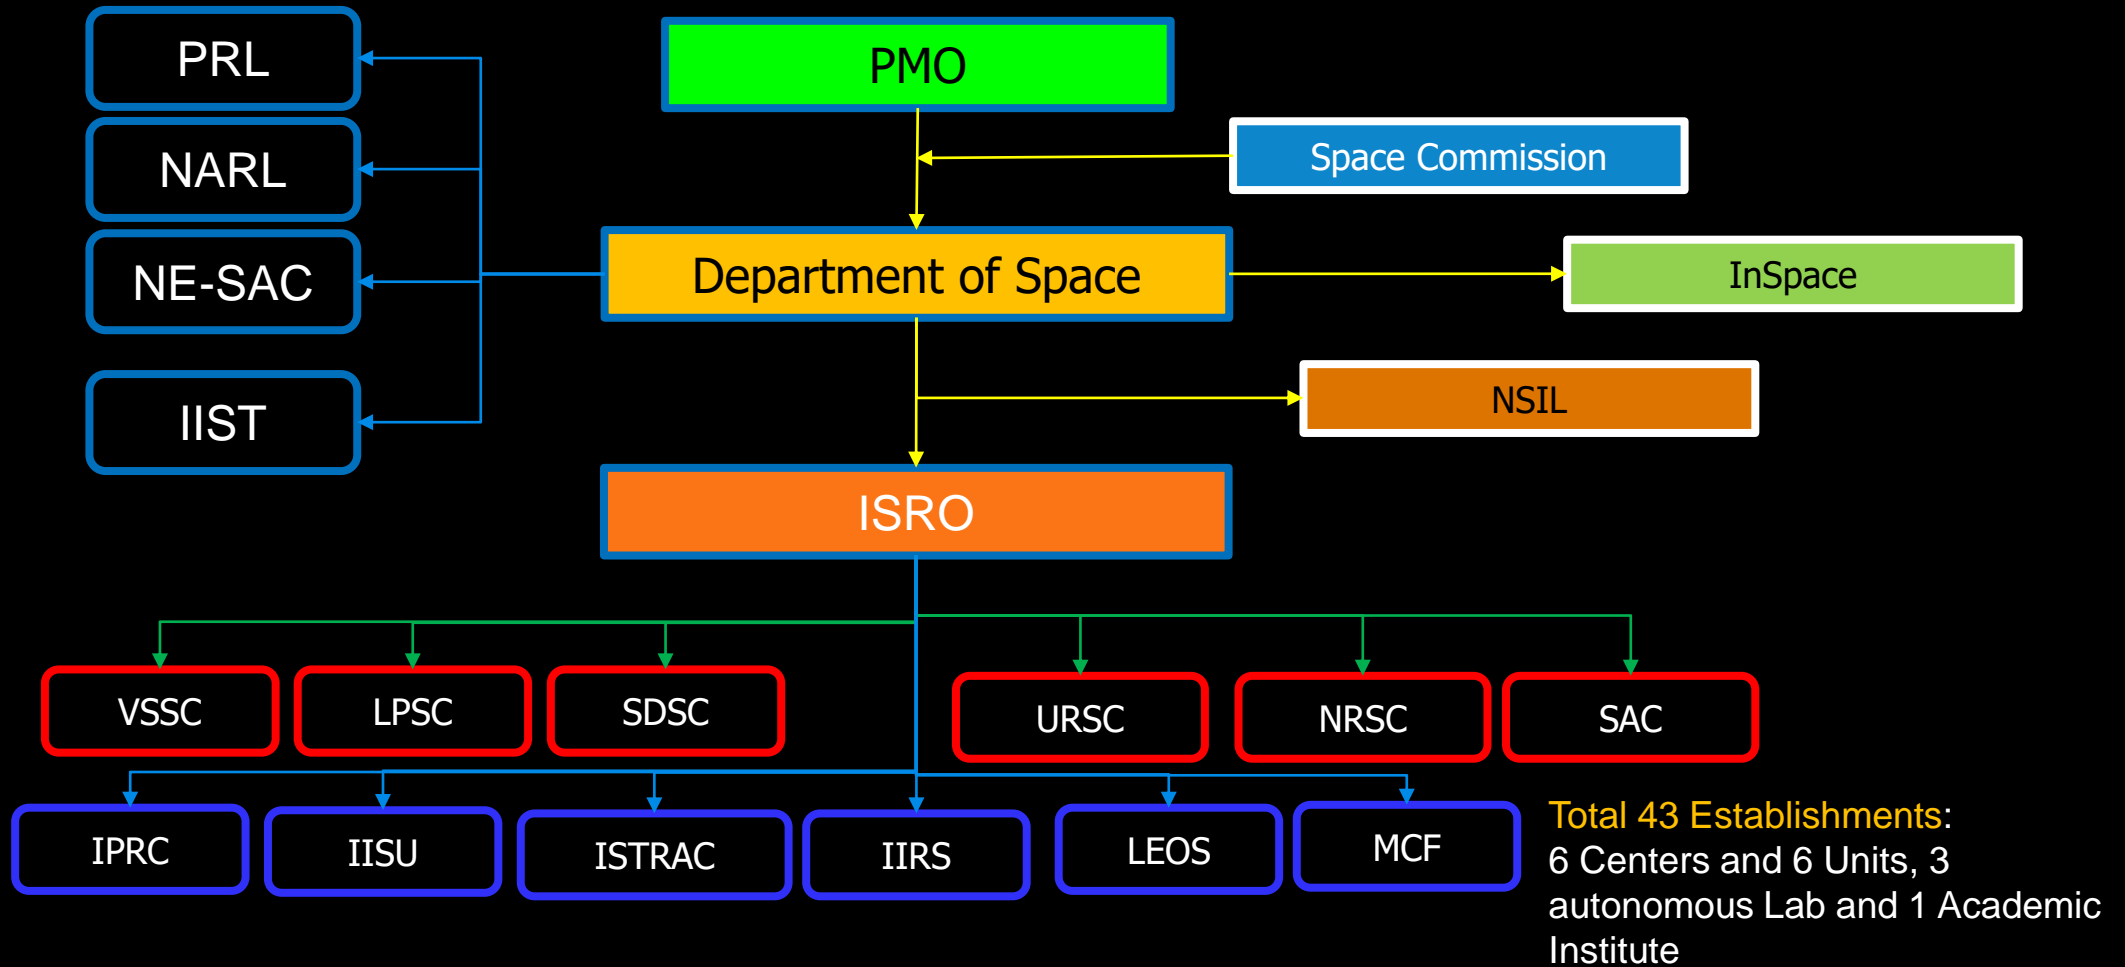 PRL
PMO
Space Commission
NARL
NE-SAC
Department of Space
InSpace
IIST
NSIL
ISRO
VSSC
LPSC
SDSC
URSC
NRSC
SAC
IPRC
IISU
ISTRAC
IIRS
LEOS
MCF
Total 43 Establishments:
6 Centers and 6 Units, 3
autonomous Lab and 1 Academic
Institute